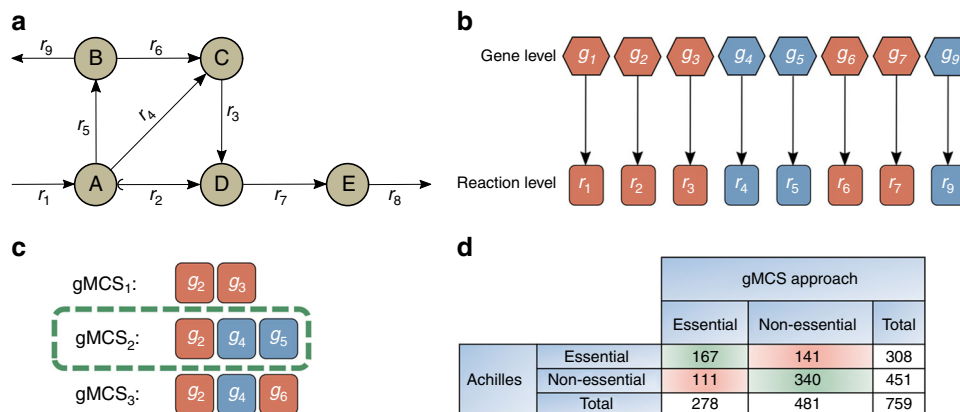 a
r9 B r6 C
r5 r4 r3
A D E
r1 r2 r7 r8
b
Gene level g1 g2 g3 g4 g5 g6 g7 g9
Reaction level r1 r2 r3 r4 r5 r6 r7 r9
c
gMCS1: g2 g3
gMCS2: g2 g4 g5
gMCS3: g2 g4 g6
d
gMCS approach
Essential Non-essential Total
Achilles
Essential 167 141 308
Non-essential 111 340 451
Total 278 481 759